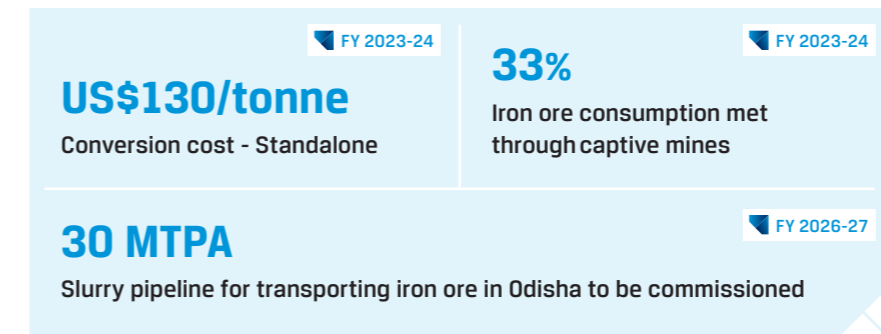 FY 2023-24
US$130/tonne
Conversion cost - Standalone
FY 2023-24
33%
Iron ore consumption met
through captive mines
FY 2026-27
30 MTPA
Slurry pipeline for transporting iron ore in Odisha to be commissioned